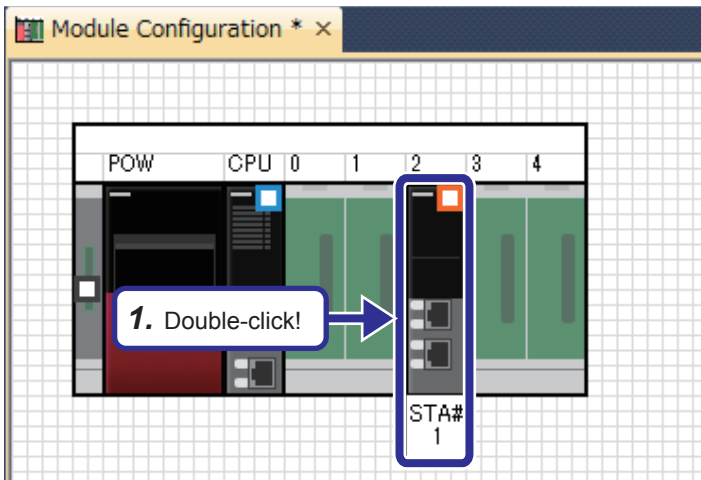 Module Configuration * ×
POW CPU 0 1 2 3 4
1. Double-click!
STA#
1